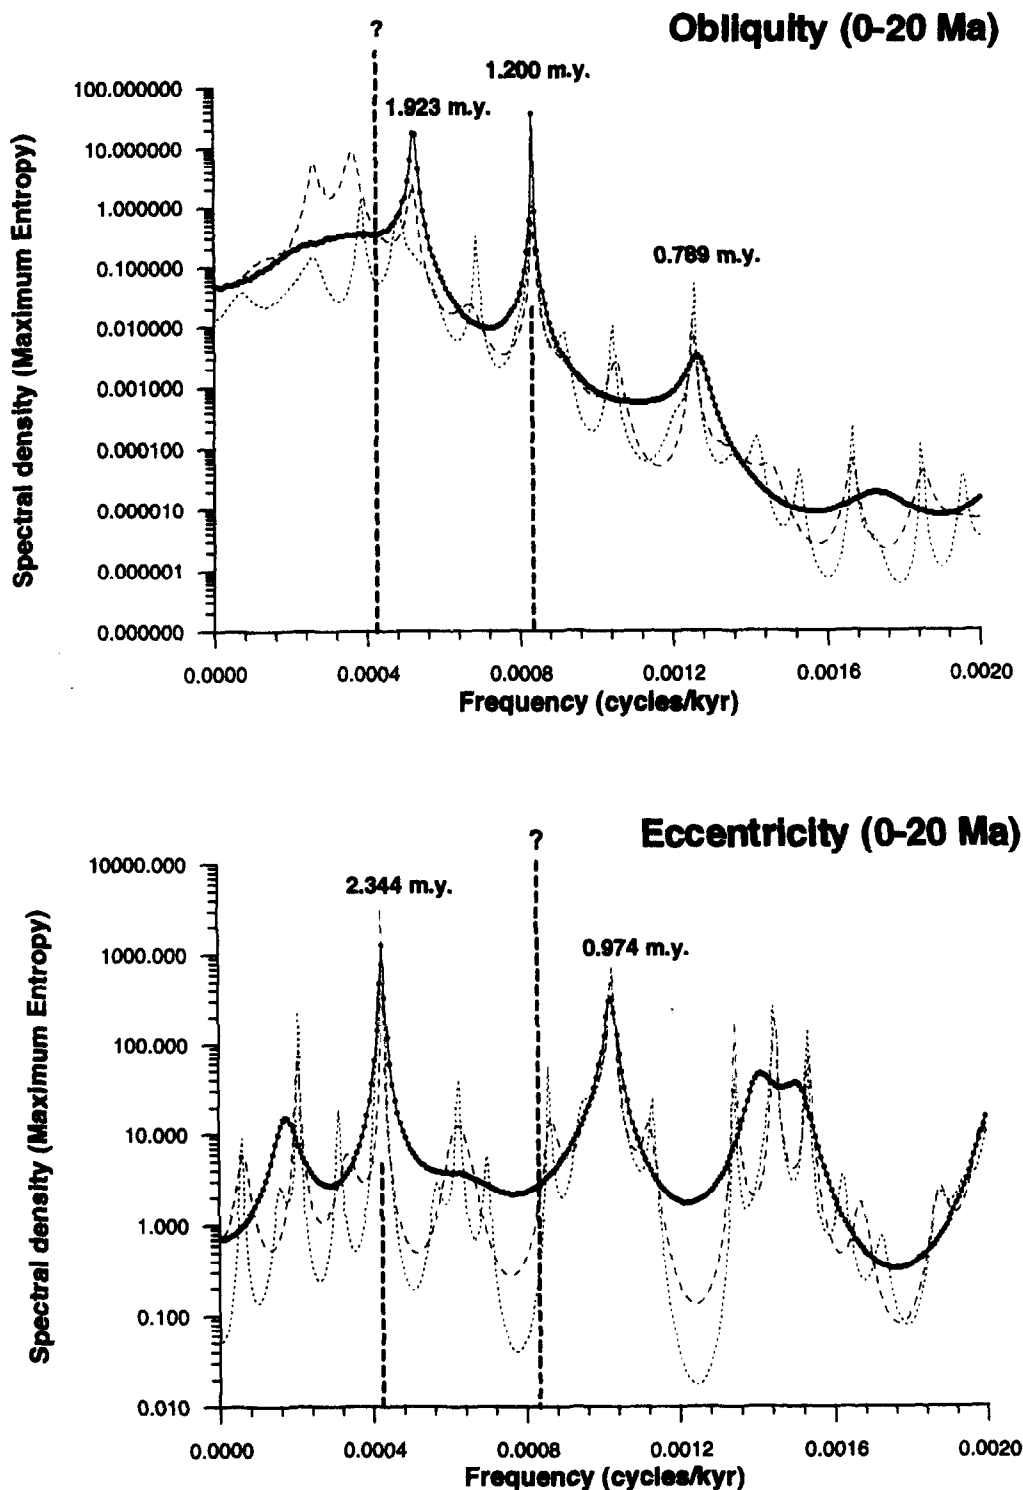 Obliquity (0-20 Ma)
?
1.200 m.y.
1.923 m.y.
0.789 m.y.
Spectral density (Maximum Entropy)
100.000000
10.000000
1.000000
0.100000
0.010000
0.001000
0.000100
0.000010
0.000001
0.000000
0.0000 0.0004 0.0008 0.0012 0.0016 0.0020
Frequency (cycles/kyr)
Eccentricity (0-20 Ma)
?
2.344 m.y.
0.974 m.y.
Spectral density (Maximum Entropy)
10000.000
1000.000
100.000
10.000
1.000
0.100
0.010
0.0000 0.0004 0.0008 0.0012 0.0016 0.0020
Frequency (cycles/kyr)